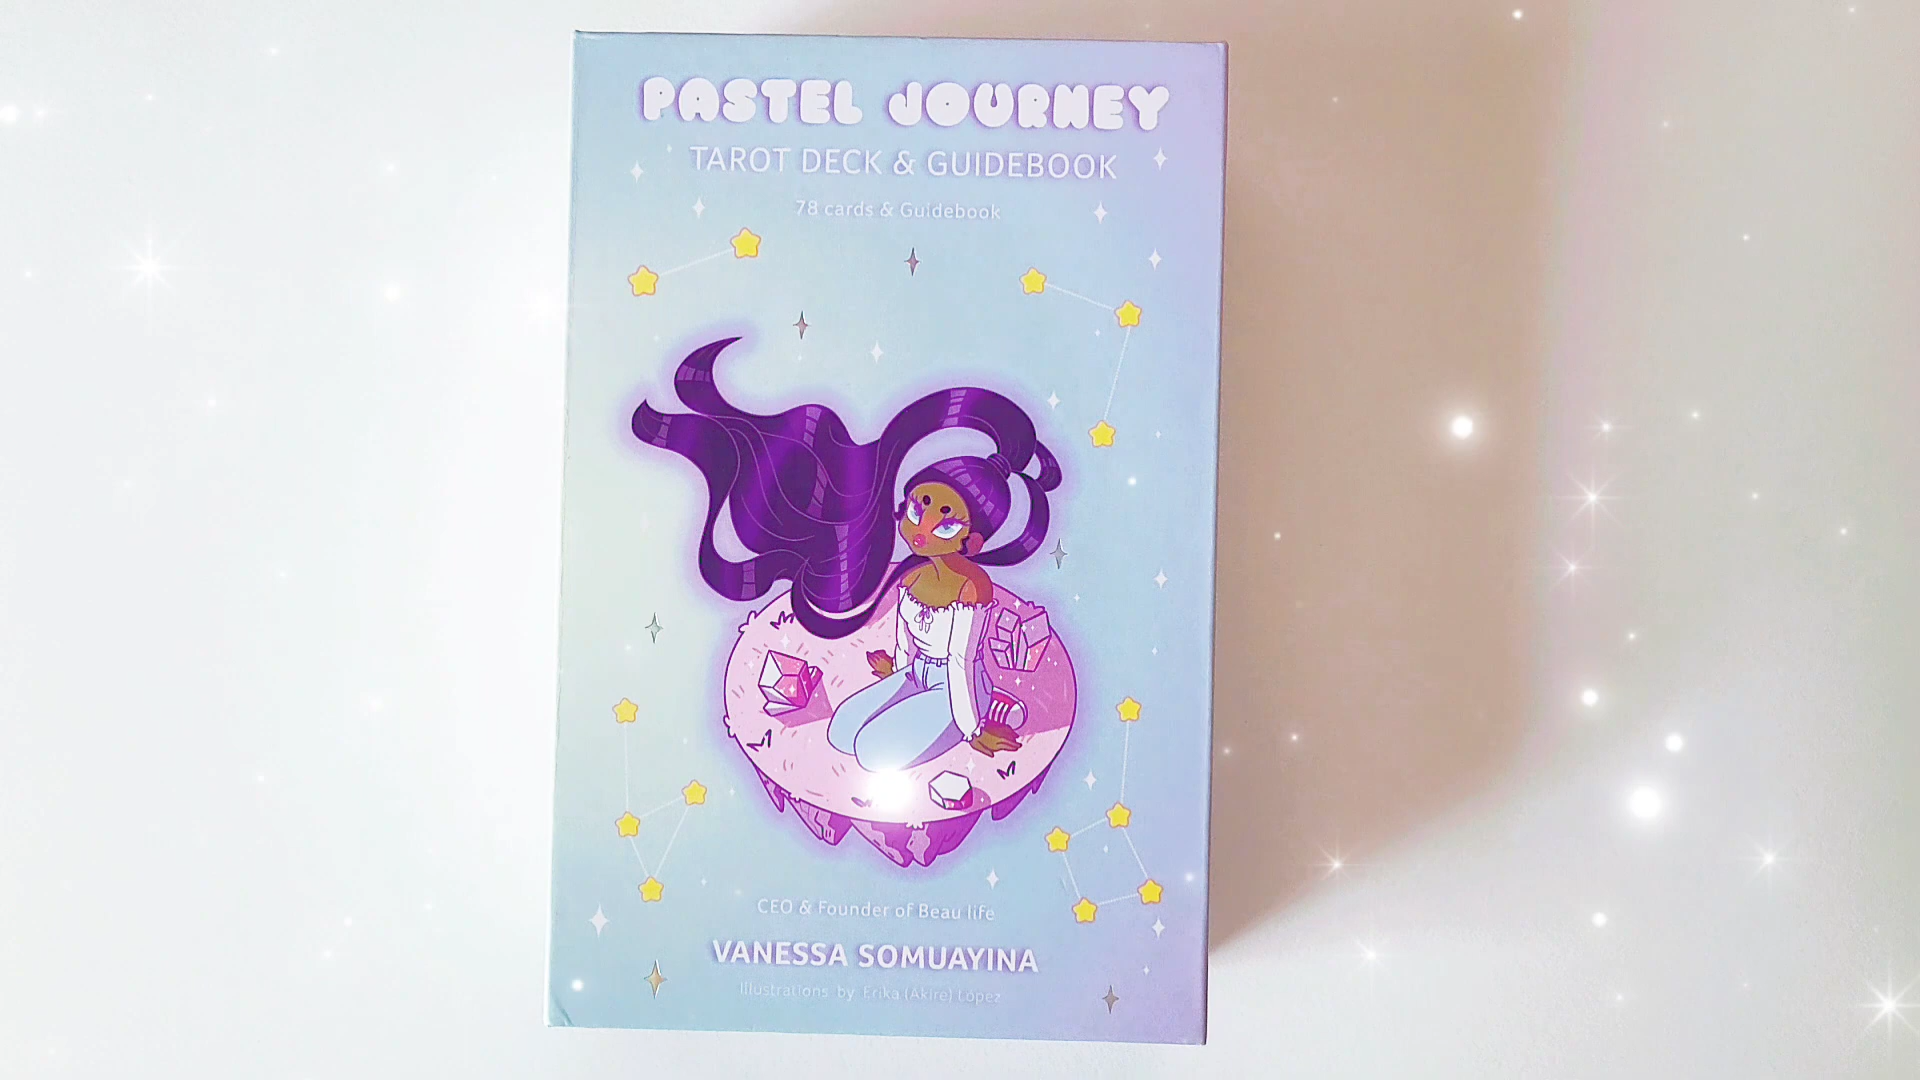 PASTEL JOURNEY
TAROT DECK & GUIDEBOOK
78 cards & Guidebook
CEO & Founder of Beau life
VANESSA SOMUAYINA
Illustrations by Erika (Akire) Lopez